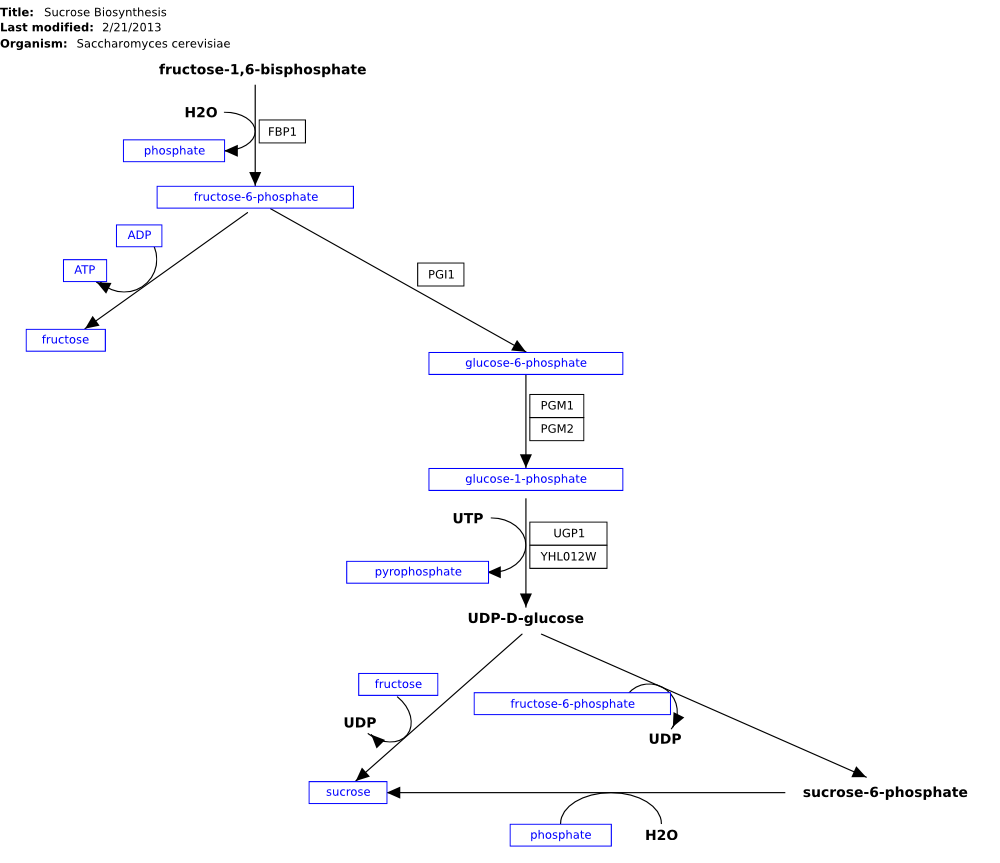 Title: Sucrose Biosynthesis
Last modified: 2/21/2013
Organism: Saccharomyces cerevisiae
fructose-1,6-bisphosphate
H2O
FBP1
phosphate
fructose-6-phosphate
ADP
ATP
PGI1
fructose
glucose-6-phosphate
PGM1
PGM2
glucose-1-phosphate
UTP
UGP1
YHL012W
pyrophosphate
UDP-D-glucose
fructose
fructose-6-phosphate
UDP
UDP
sucrose
sucrose-6-phosphate
phosphate
H2O